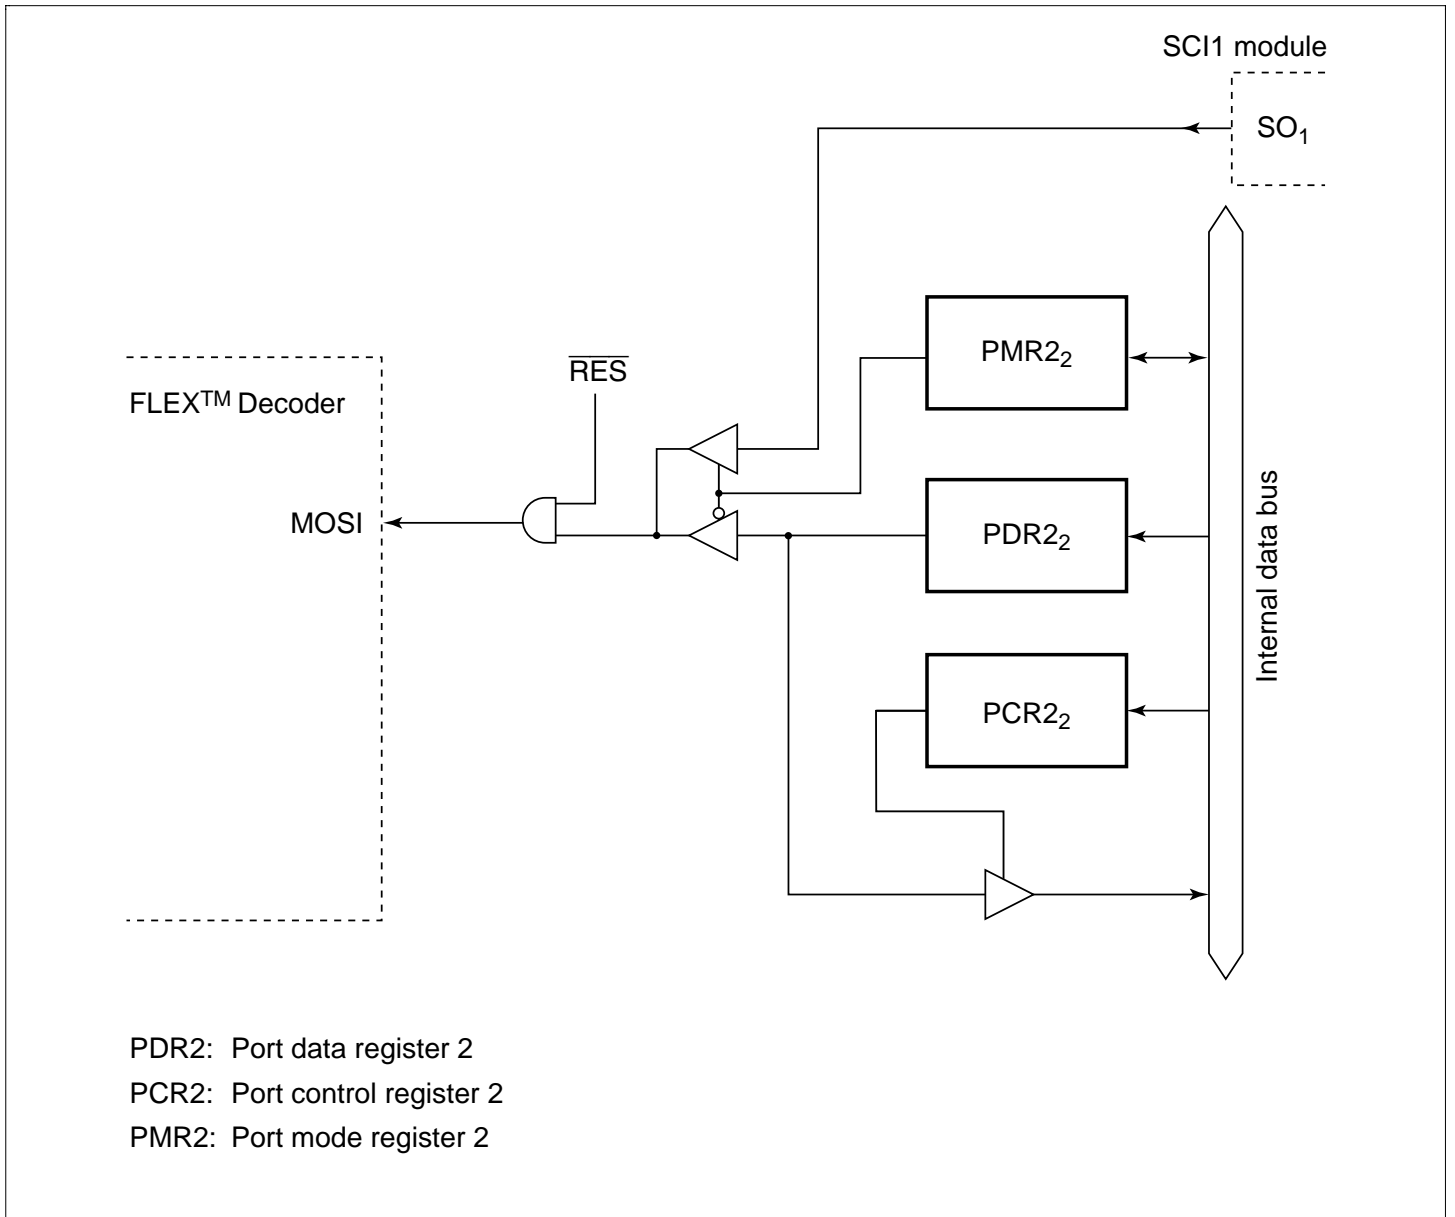 SCI1 module
SO₁
PMR2₂
RES
FLEX™ Decoder
MOSI
PDR2₂
Internal data bus
PCR2₂
PDR2: Port data register 2
PCR2: Port control register 2
PMR2: Port mode register 2